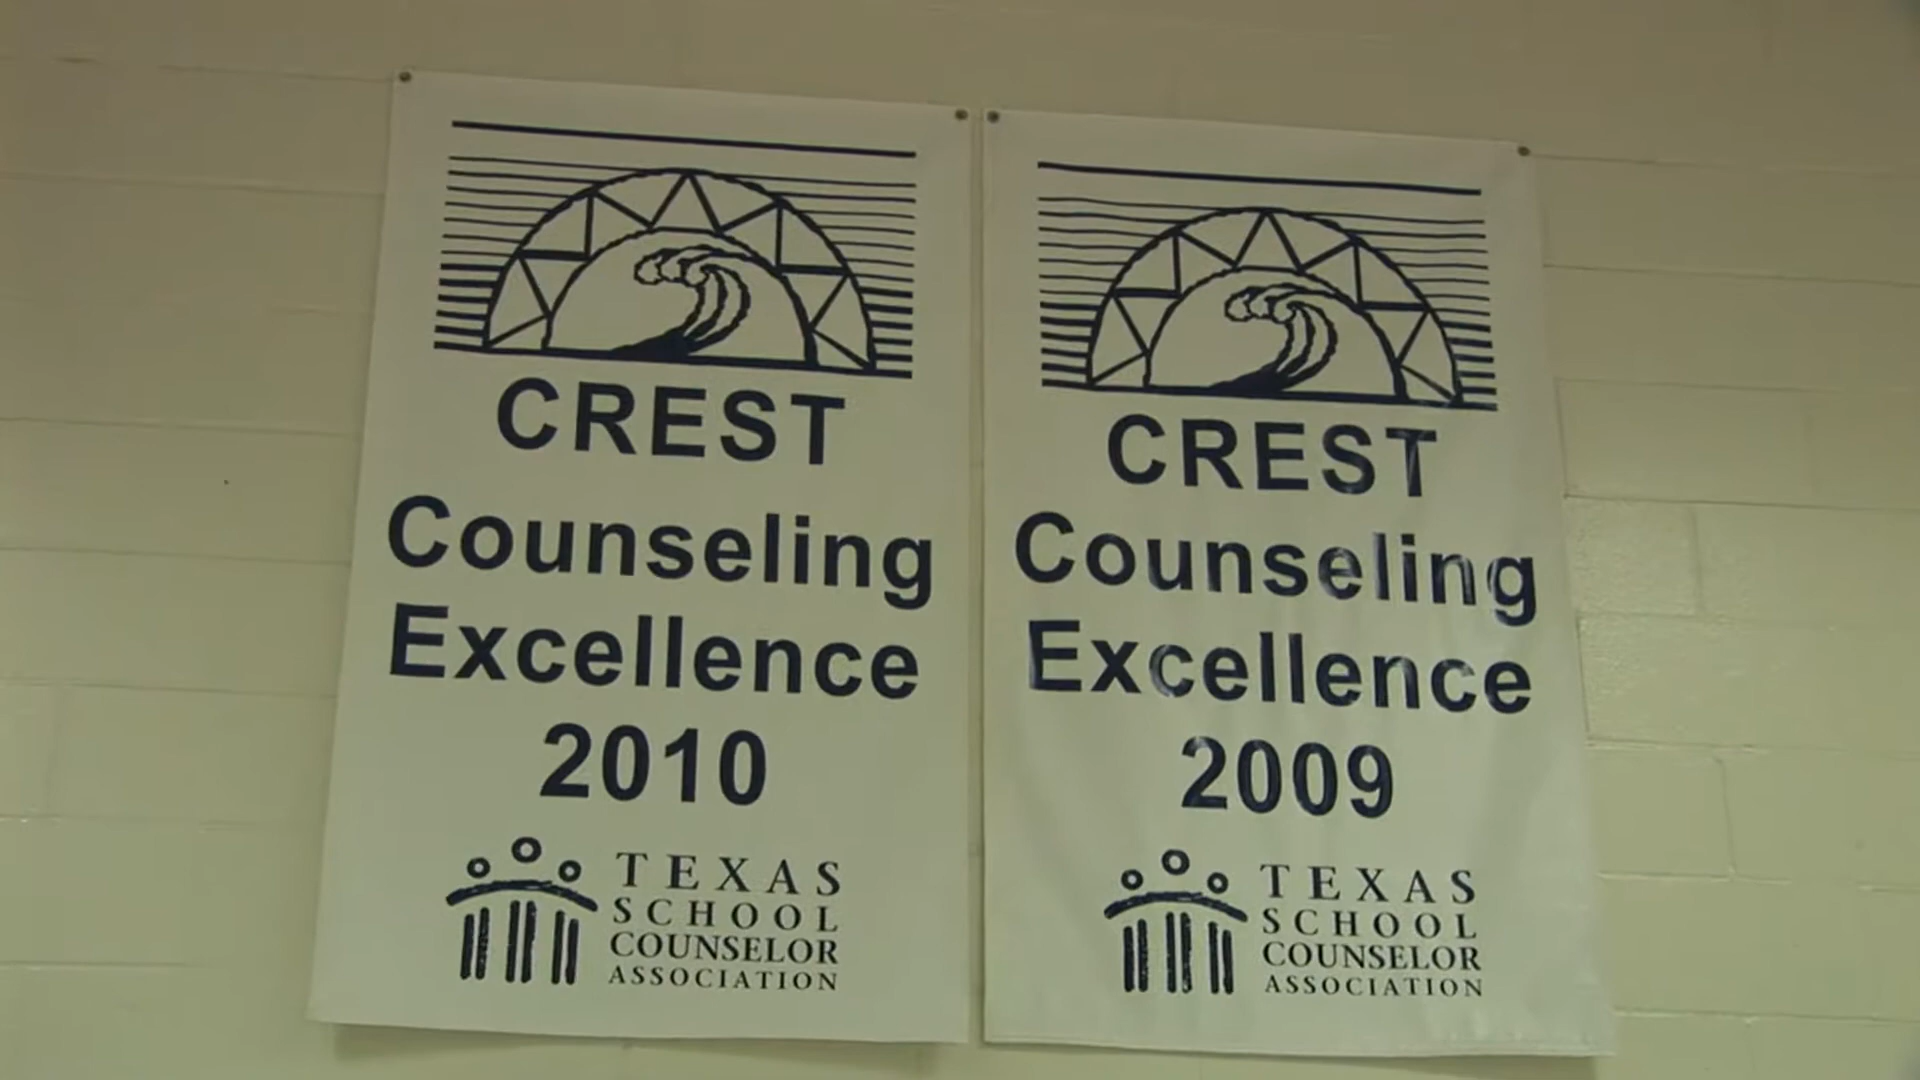 CREST
Counseling
Excellence
2010
TEXAS
SCHOOL
COUNSELOR
ASSOCIATION
CREST
Counseling
Excellence
2009
TEXAS
SCHOOL
COUNSELOR
ASSOCIATION